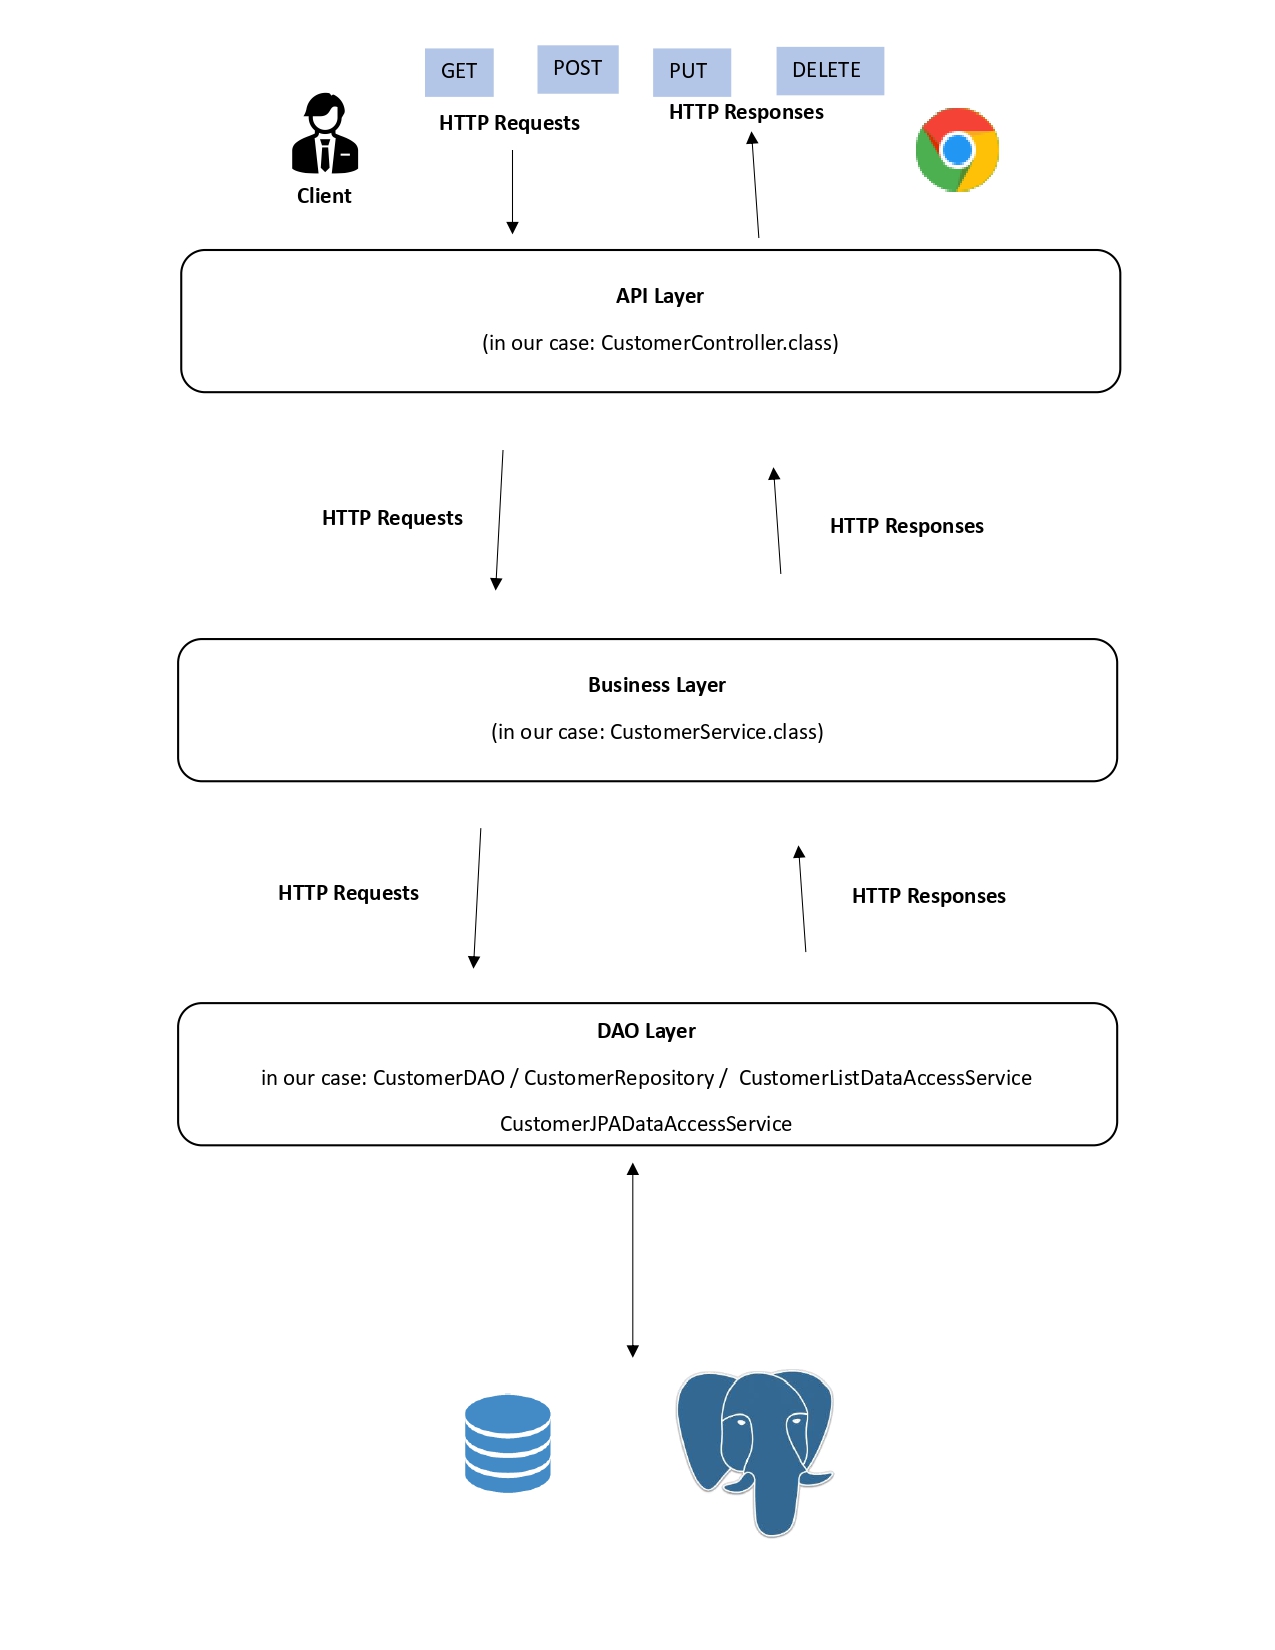 GET POST PUT DELETE
HTTP Requests HTTP Responses
Client
API Layer
(in our case: CustomerController.class)
HTTP Requests HTTP Responses
Business Layer
(in our case: CustomerService.class)
HTTP Requests HTTP Responses
DAO Layer
in our case: CustomerDAO / CustomerRepository / CustomerListDataAccessService
CustomerJPADataAccessService